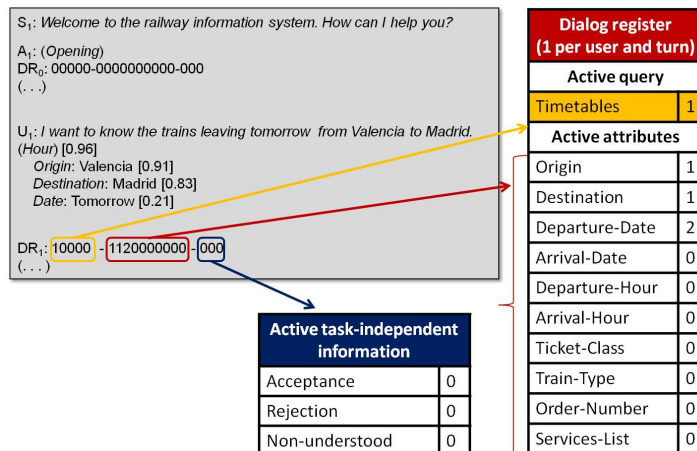 S1: Welcome to the railway information system. How can I help you?
A1: (Opening)
DR0: 00000-0000000000-000
(. . .)
U1: I want to know the trains leaving tomorrow from Valencia to Madrid.
(Hour) [0.96]
Origin: Valencia [0.91]
Destination: Madrid [0.83]
Date: Tomorrow [0.21]
DR1: 10000 - 1120000000 - 000
(. . .)
Dialog register
(1 per user and turn)
Active query
Timetables 1
Active attributes
Origin 1
Destination 1
Departure-Date 2
Arrival-Date 0
Departure-Hour 0
Arrival-Hour 0
Ticket-Class 0
Train-Type 0
Order-Number 0
Services-List 0
Active task-independent
information
Acceptance 0
Rejection 0
Non-understood 0